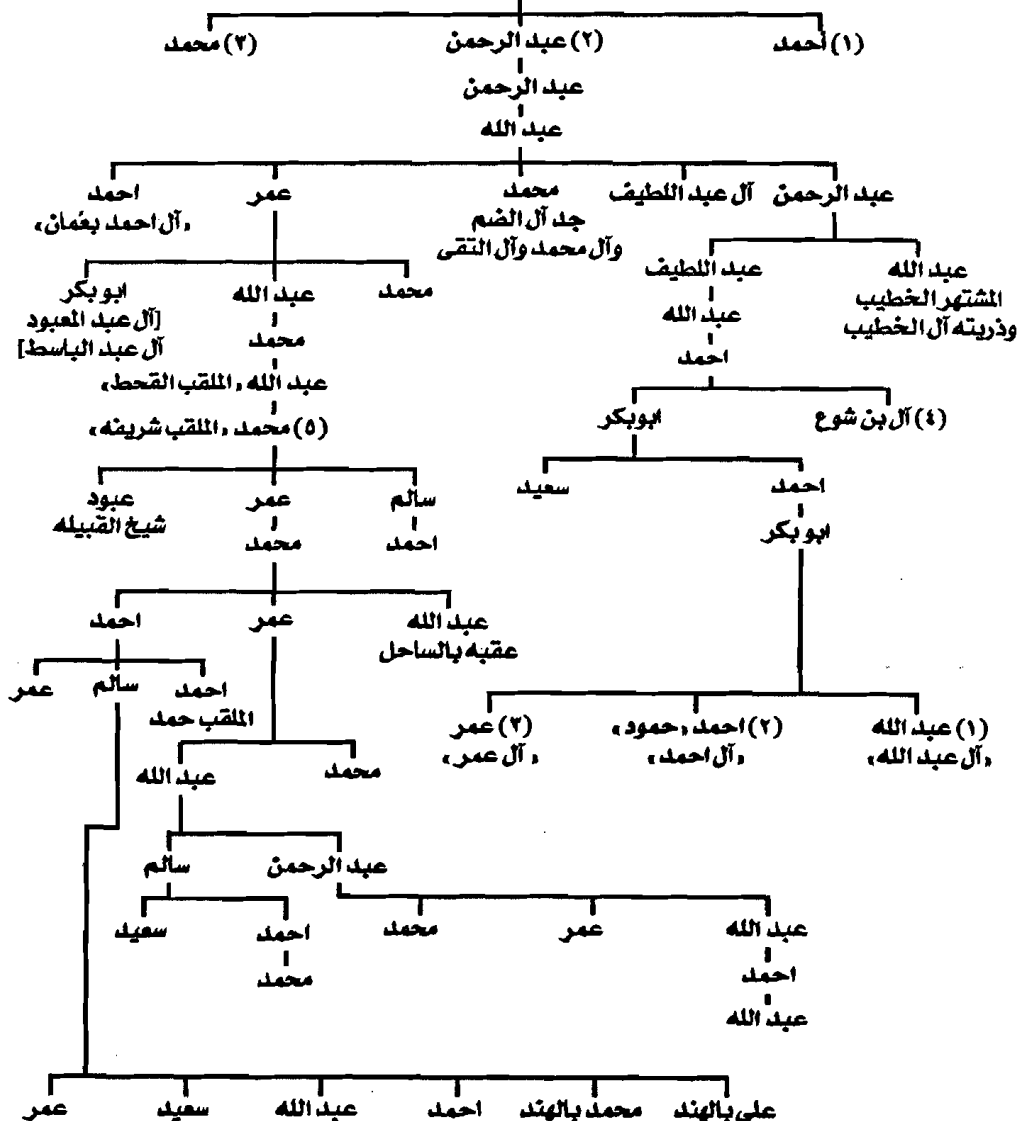 (١) أحمد (٢) عبد الرحمن (٣) محمد
عبد الرحمن
عبد الله
عبد الرحمن آل عبد اللطيف محمد عمر احمد
جد آل الضم «آل احمد بغمان»
وآل محمد وآل التقى
عبد الله عبد اللطيف
المشتهر الخطيب
وذريته آل الخطيب
محمد عبد الله ابو بكر
[آل عبد المعبود
آل عبد الباسط]
عبد الله
محمد
احمد
عبد الله «الملقب القحط»
(٤) آل بن شوع ابوبكر
(٥) محمد «الملقب شريفه»
احمد سعيد
سالم عمر عبود
شيخ القبيله
ابو بكر
احمد محمد
عبد الله عمر احمد
عقبه بالساحل
احمد سالم عمر
الملقب حمد
(١) عبد الله (٢) احمد «حمود» (٣) عمر
«آل عبد الله» «آل احمد» «آل عمر»
محمد عبد الله
عبد الرحمن سالم
عبد الله عمر محمد احمد سعيد
احمد محمد
عبد الله
على بالهند محمد بالهند احمد عبد الله سعيد عمر